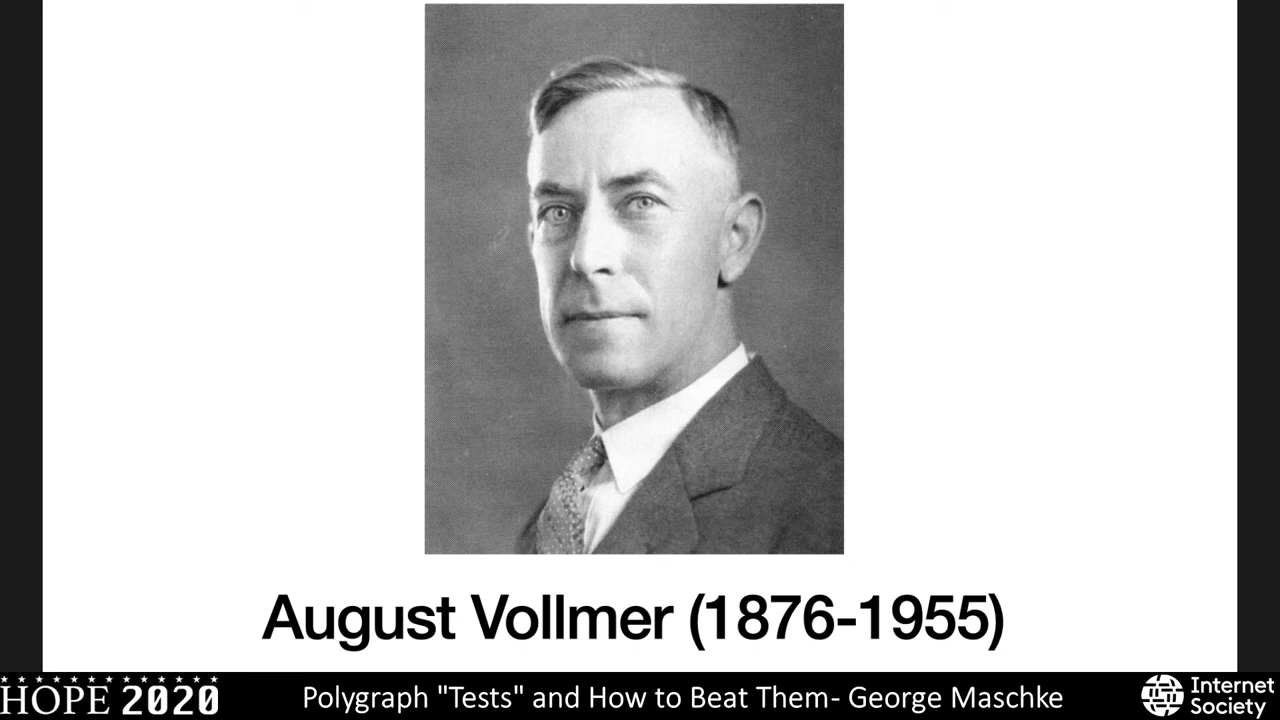 August Vollmer (1876-1955)
HOPE 2020
Polygraph "Tests" and How to Beat Them- George Maschke
Internet
Society